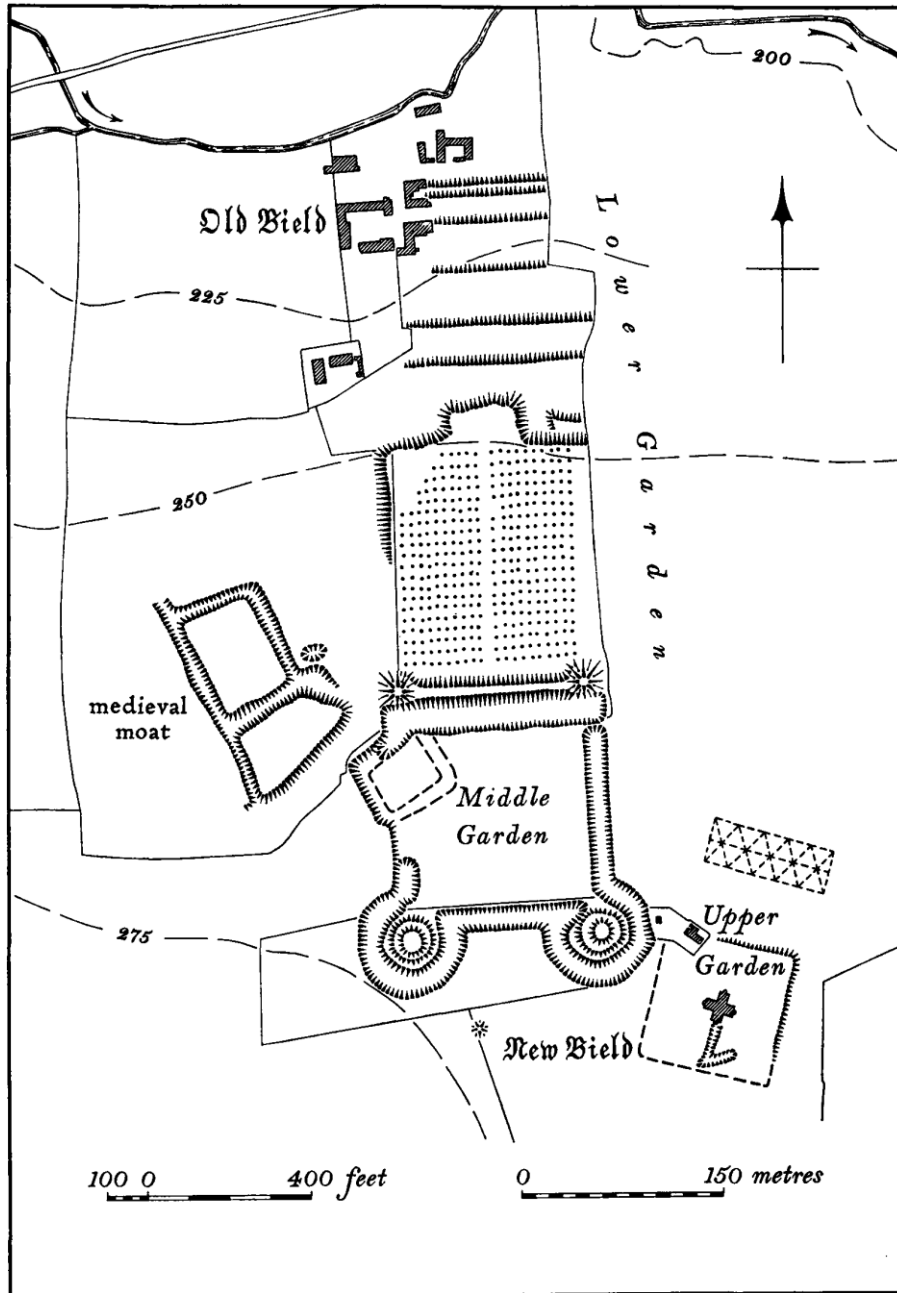 200
Old Bield
225
Lower Garden
250
medieval
moat
Middle
Garden
275
Upper
Garden
New Bield
100 0 400 feet
0 150 metres